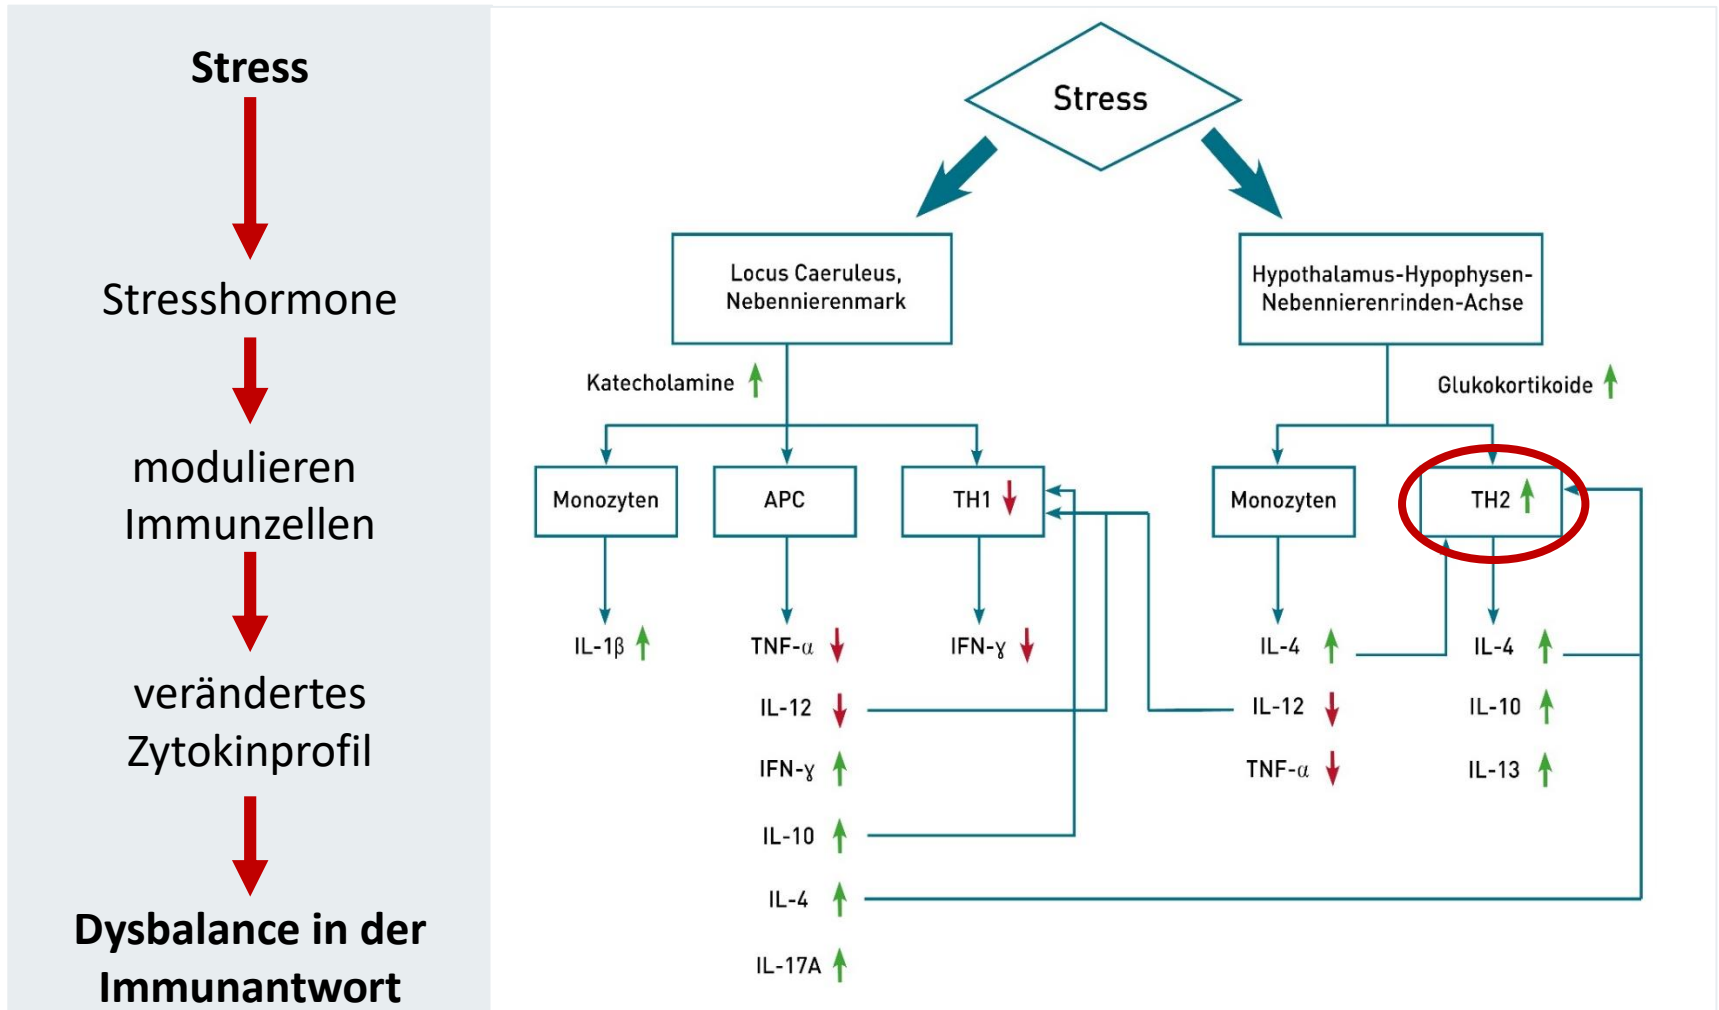 Stress
Stresshormone
modulieren
Immunzellen
verändertes
Zytokinprofil
Dysbalance in der
Immunantwort
Stress
Locus Caeruleus,
Nebennierenmark
Hypothalamus-Hypophysen-
Nebennierenrinden-Achse
Katecholamine
Glukokortikoide
Monozyten
APC
TH1
Monozyten
TH2
IL-1β
TNF-α
IFN-ɣ
IL-4
IL-4
IL-12
IL-12
IL-10
IFN-ɣ
TNF-α
IL-13
IL-10
IL-4
IL-17A